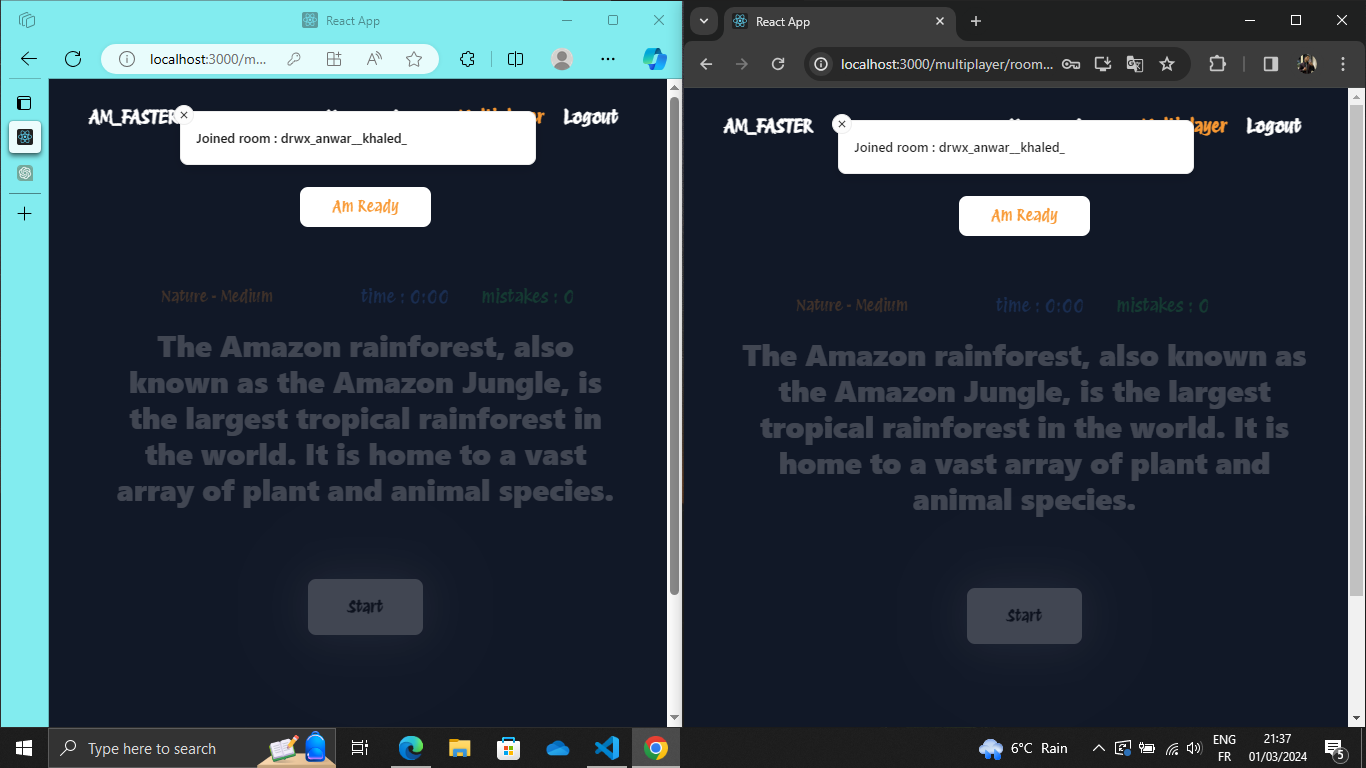 React App
localhost:3000/m...
AM_FASTER
Multiplayer
Logout
Joined room : drwx_anwar__khaled_
Am Ready
Nature - Medium
time : 0:00
mistakes : 0
The Amazon rainforest, also
known as the Amazon Jungle, is
the largest tropical rainforest in
the world. It is home to a vast
array of plant and animal species.
Start
React App
localhost:3000/multiplayer/room...
AM_FASTER
Multiplayer
Logout
Joined room : drwx_anwar__khaled_
Am Ready
Nature - Medium
time : 0:00
mistakes : 0
The Amazon rainforest, also known as
the Amazon Jungle, is the largest
tropical rainforest in the world. It is
home to a vast array of plant and
animal species.
Start
Type here to search
6°C Rain
ENG
FR
21:37
01/03/2024
5